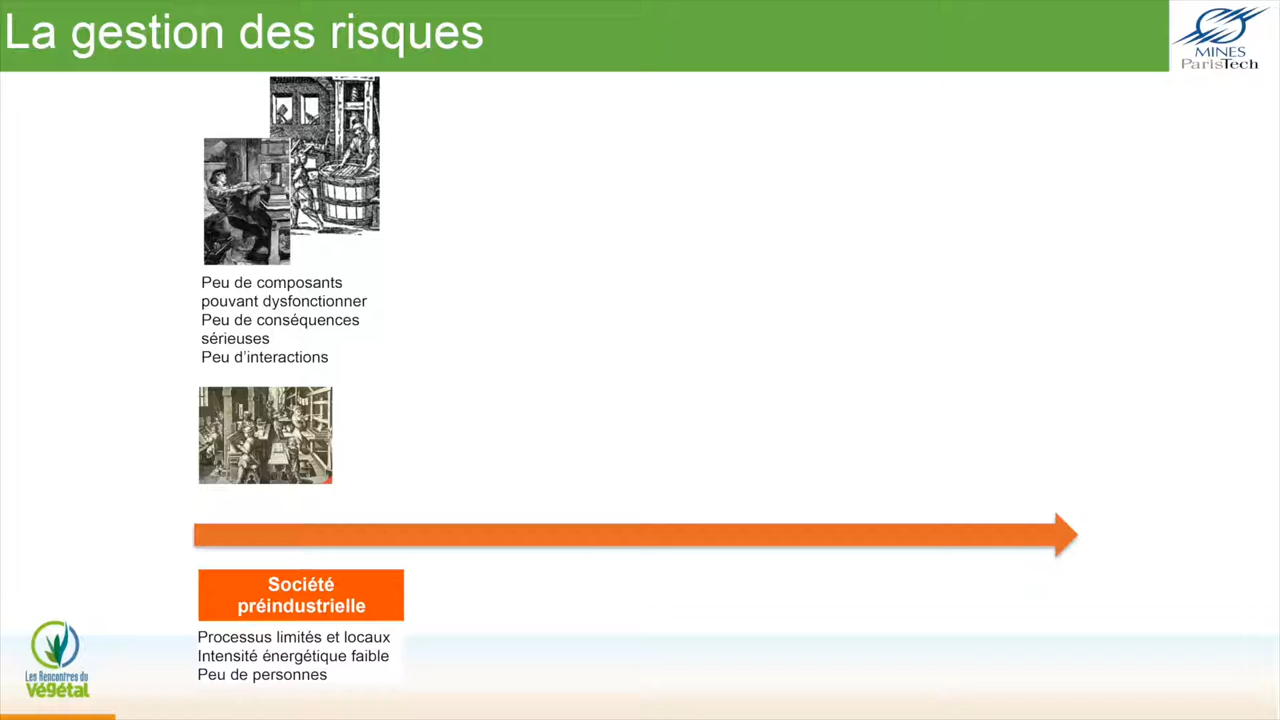 La gestion des risques
MINES
ParisTech
Peu de composants
pouvant dysfonctionner
Peu de conséquences
sérieuses
Peu d’interactions
Société
préindustrielle
Processus limités et locaux
Intensité énergétique faible
Peu de personnes
Les Rencontres du
Végétal